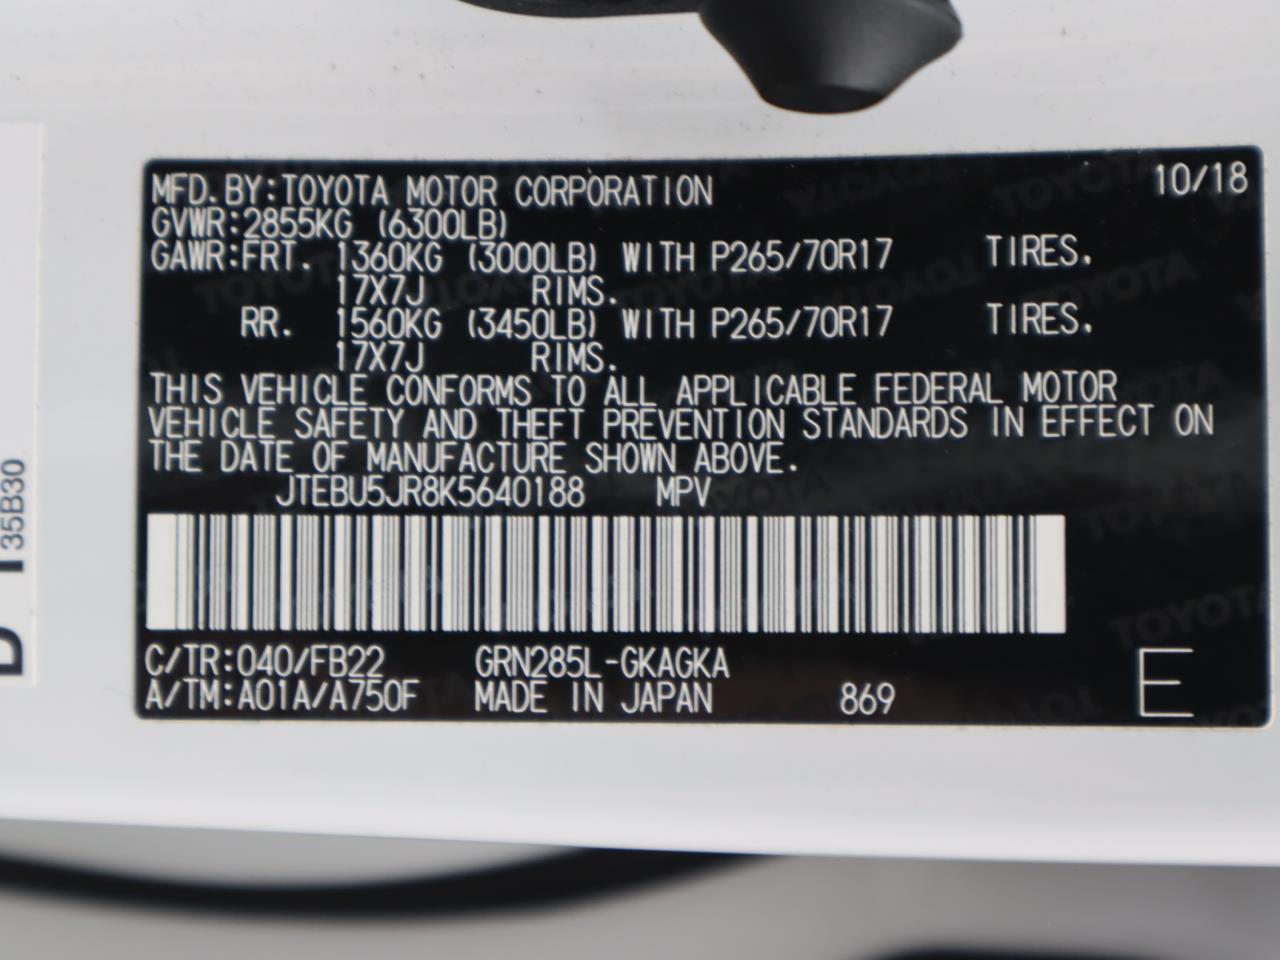 MFD. BY: TOYOTA MOTOR CORPORATION 10/18
GVWR: 2855KG (6300LB)
GAWR: FRT. 1360KG (3000LB) WITH P265/70R17 TIRES.
17X7J RIMS.
RR. 1560KG (3450LB) WITH P265/70R17 TIRES.
17X7J RIMS.
THIS VEHICLE CONFORMS TO ALL APPLICABLE FEDERAL MOTOR
VEHICLE SAFETY AND THEFT PREVENTION STANDARDS IN EFFECT ON
THE DATE OF MANUFACTURE SHOWN ABOVE.
JTEBU5JR8K5640188 MPV
C/TR: 040/FB22 GRN285L-GKAGKA
A/TM: A01A/A750F MADE IN JAPAN 869
E
35B30